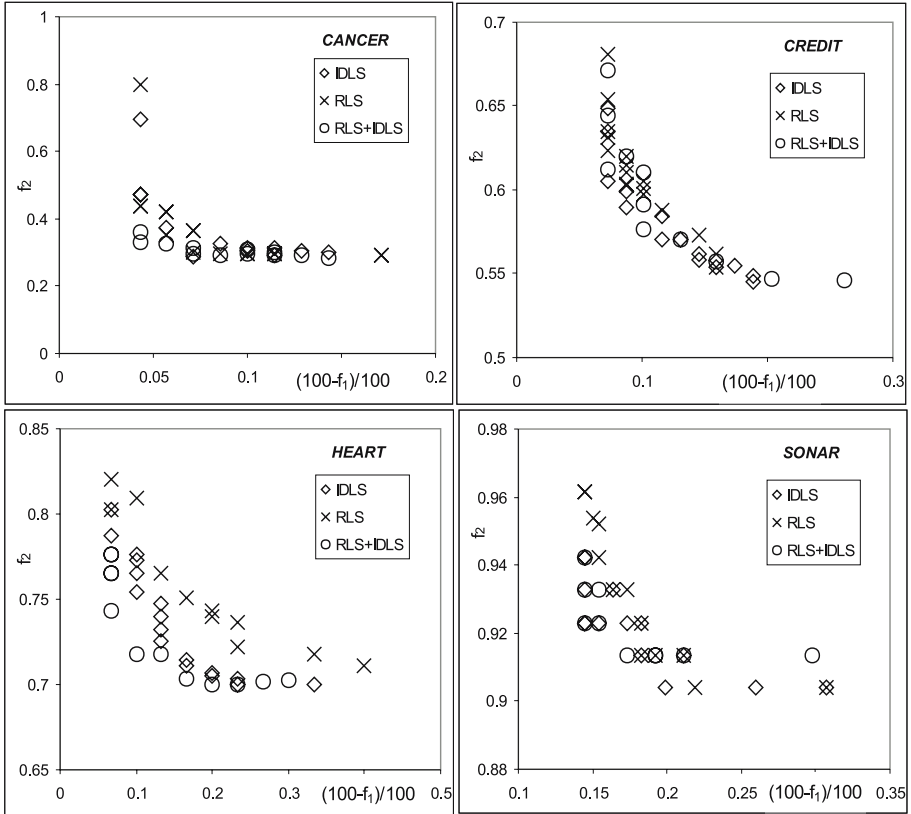 CANCER
IDLS
RLS
RLS+IDLS
f2
1
0.8
0.6
0.4
0.2
0
0.05
0.1
(100-f1)/100
0.2
CREDIT
IDLS
RLS
RLS+IDLS
f2
0.7
0.65
0.6
0.55
0.5
0
0.1
(100-f1)/100
0.3
HEART
IDLS
RLS
RLS+IDLS
f2
0.85
0.8
0.75
0.7
0.65
0
0.1
0.2
0.3
(100-f1)/100
0.5
SONAR
IDLS
RLS
RLS+IDLS
f2
0.98
0.96
0.94
0.92
0.9
0.88
0.1
0.15
0.2
0.25
(100-f1)/100
0.35